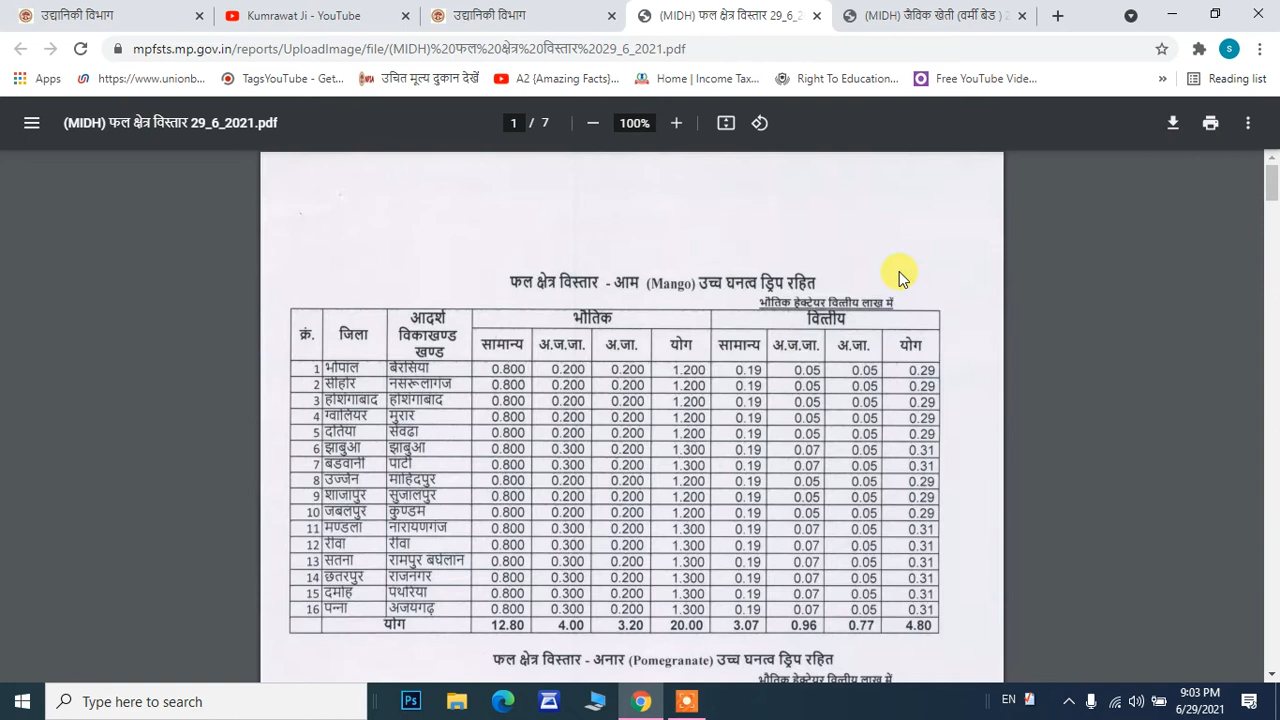 उद्यानिकी विभाग
Kumrawat Ji - YouTube
उद्यानिकी विभाग
(MIDH) फल क्षेत्र विस्तार 29_6_2
(MIDH) जैविक खेती (वर्मी बेड ) 2
mpfsts.mp.gov.in/reports/UploadImage/file/(MIDH)%20फल%20क्षेत्र%20विस्तार%2029_6_2021.pdf
Apps
https://www.unionb...
TagsYouTube - Get...
उचित मूल्य दुकान देखें
A2 {Amazing Facts}...
Home | Income Tax...
Right To Education...
Free YouTube Vide...
»
Reading list
(MIDH) फल क्षेत्र विस्तार 29_6_2021.pdf
1 / 7
100%
फल क्षेत्र विस्तार - आम (Mango) उच्च घनत्व ड्रिप रहित
भौतिक हेक्टेयर वित्तीय लाख में
क्रं. जिला आदर्श विकाखण्ड खण्ड भौतिक वित्तीय
सामान्य अ.ज.जा. अ.जा. योग सामान्य अ.ज.जा. अ.जा. योग
1 भोपाल बैरसिया 0.800 0.200 0.200 1.200 0.19 0.05 0.05 0.29
2 सीहोर नसरूलागंज 0.800 0.200 0.200 1.200 0.19 0.05 0.05 0.29
3 होशंगाबाद होशंगाबाद 0.800 0.200 0.200 1.200 0.19 0.05 0.05 0.29
4 ग्वालियर मुरार 0.800 0.200 0.200 1.200 0.19 0.05 0.05 0.29
5 दतिया सेवढा 0.800 0.200 0.200 1.200 0.19 0.05 0.05 0.29
6 झाबुआ झाबुआ 0.800 0.300 0.200 1.300 0.19 0.07 0.05 0.31
7 बडवानी पाटी 0.800 0.300 0.200 1.300 0.19 0.07 0.05 0.31
8 उज्जैन माहिदपुर 0.800 0.200 0.200 1.200 0.19 0.05 0.05 0.29
9 शाजापुर सुजालपुर 0.800 0.200 0.200 1.200 0.19 0.05 0.05 0.29
10 जबलपुर कुण्डम 0.800 0.200 0.200 1.200 0.19 0.05 0.05 0.29
11 मण्डला नारायणगंज 0.800 0.300 0.200 1.300 0.19 0.07 0.05 0.31
12 रीवा रीवा 0.800 0.300 0.200 1.300 0.19 0.07 0.05 0.31
13 सतना रामपुर बघेलान 0.800 0.300 0.200 1.300 0.19 0.07 0.05 0.31
14 छतरपुर राजनगर 0.800 0.300 0.200 1.300 0.19 0.07 0.05 0.31
15 दमोह पथरिया 0.800 0.300 0.200 1.300 0.19 0.07 0.05 0.31
16 पन्ना अजयगढ़ 0.800 0.300 0.200 1.300 0.19 0.07 0.05 0.31
योग 12.80 4.00 3.20 20.00 3.07 0.96 0.77 4.80
फल क्षेत्र विस्तार - अनार (Pomegranate) उच्च घनत्व ड्रिप रहित
भौतिक हेक्टेयर वित्तीय लाख में
Type here to search
Ps
EN
9:03 PM
6/29/2021